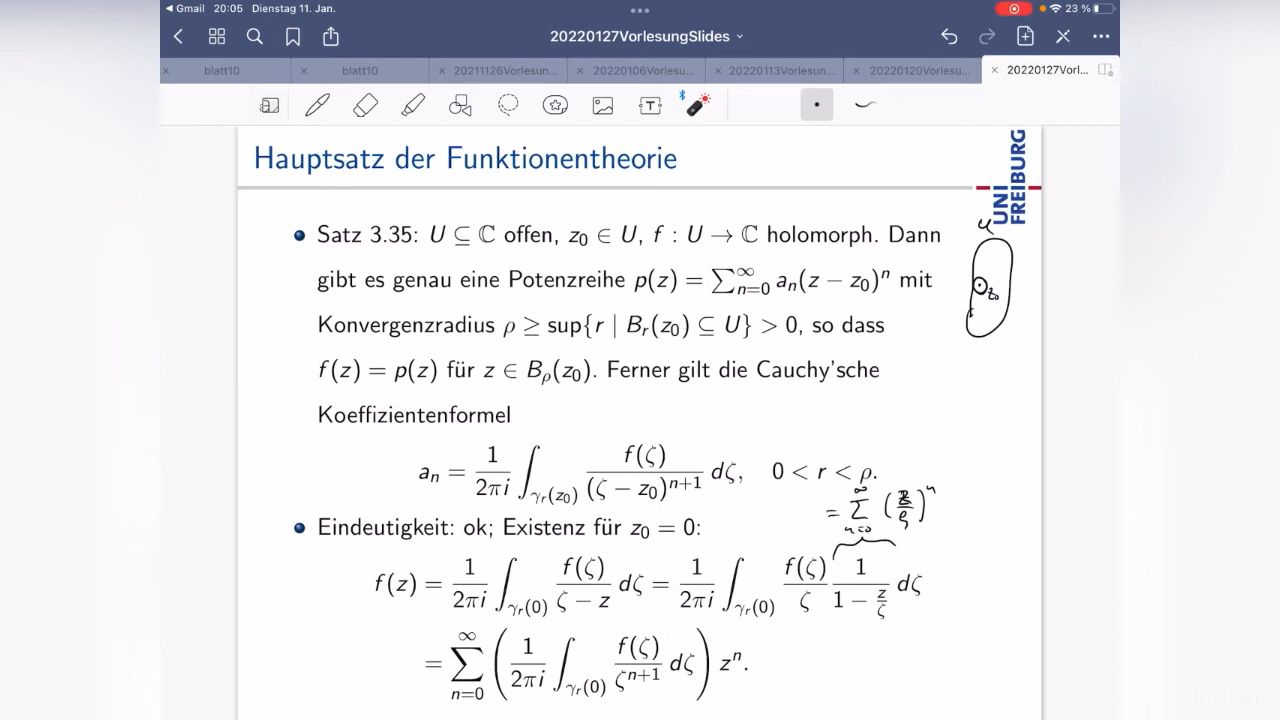 Gmail 20:05 Dienstag 11. Jan. 23 %
20220127VorlesungSlides
blatt10 blatt10 20211126Vorlesun... 20220106Vorlesu... 20220113Vorlesun... 20220120Vorlesu... 20220127Vorl...
Hauptsatz der Funktionentheorie
UNI
FREIBURG
Satz 3.35: U ⊆ ℂ offen, z₀ ∈ U, f : U → ℂ holomorph. Dann
gibt es genau eine Potenzreihe p(z) = ∑_{n=0}^{∞} aₙ(z − z₀)ⁿ mit
Konvergenzradius ρ ≥ sup{r | B_r(z₀) ⊆ U} > 0, so dass
f(z) = p(z) für z ∈ B_ρ(z₀). Ferner gilt die Cauchy'sche
Koeffizientenformel
aₙ = 1/(2πi) ∫_{γ_r(z₀)} f(ζ)/(ζ − z₀)^{n+1} dζ, 0 < r < ρ.
U
z₀
= ∑_{n=0}^{∞} (z/ζ)ⁿ
Eindeutigkeit: ok; Existenz für z₀ = 0:
f(z) = 1/(2πi) ∫_{γ_r(0)} f(ζ)/(ζ − z) dζ = 1/(2πi) ∫_{γ_r(0)} f(ζ)/ζ 1/(1 − z/ζ) dζ
= ∑_{n=0}^{∞} (1/(2πi) ∫_{γ_r(0)} f(ζ)/ζ^{n+1} dζ) zⁿ.